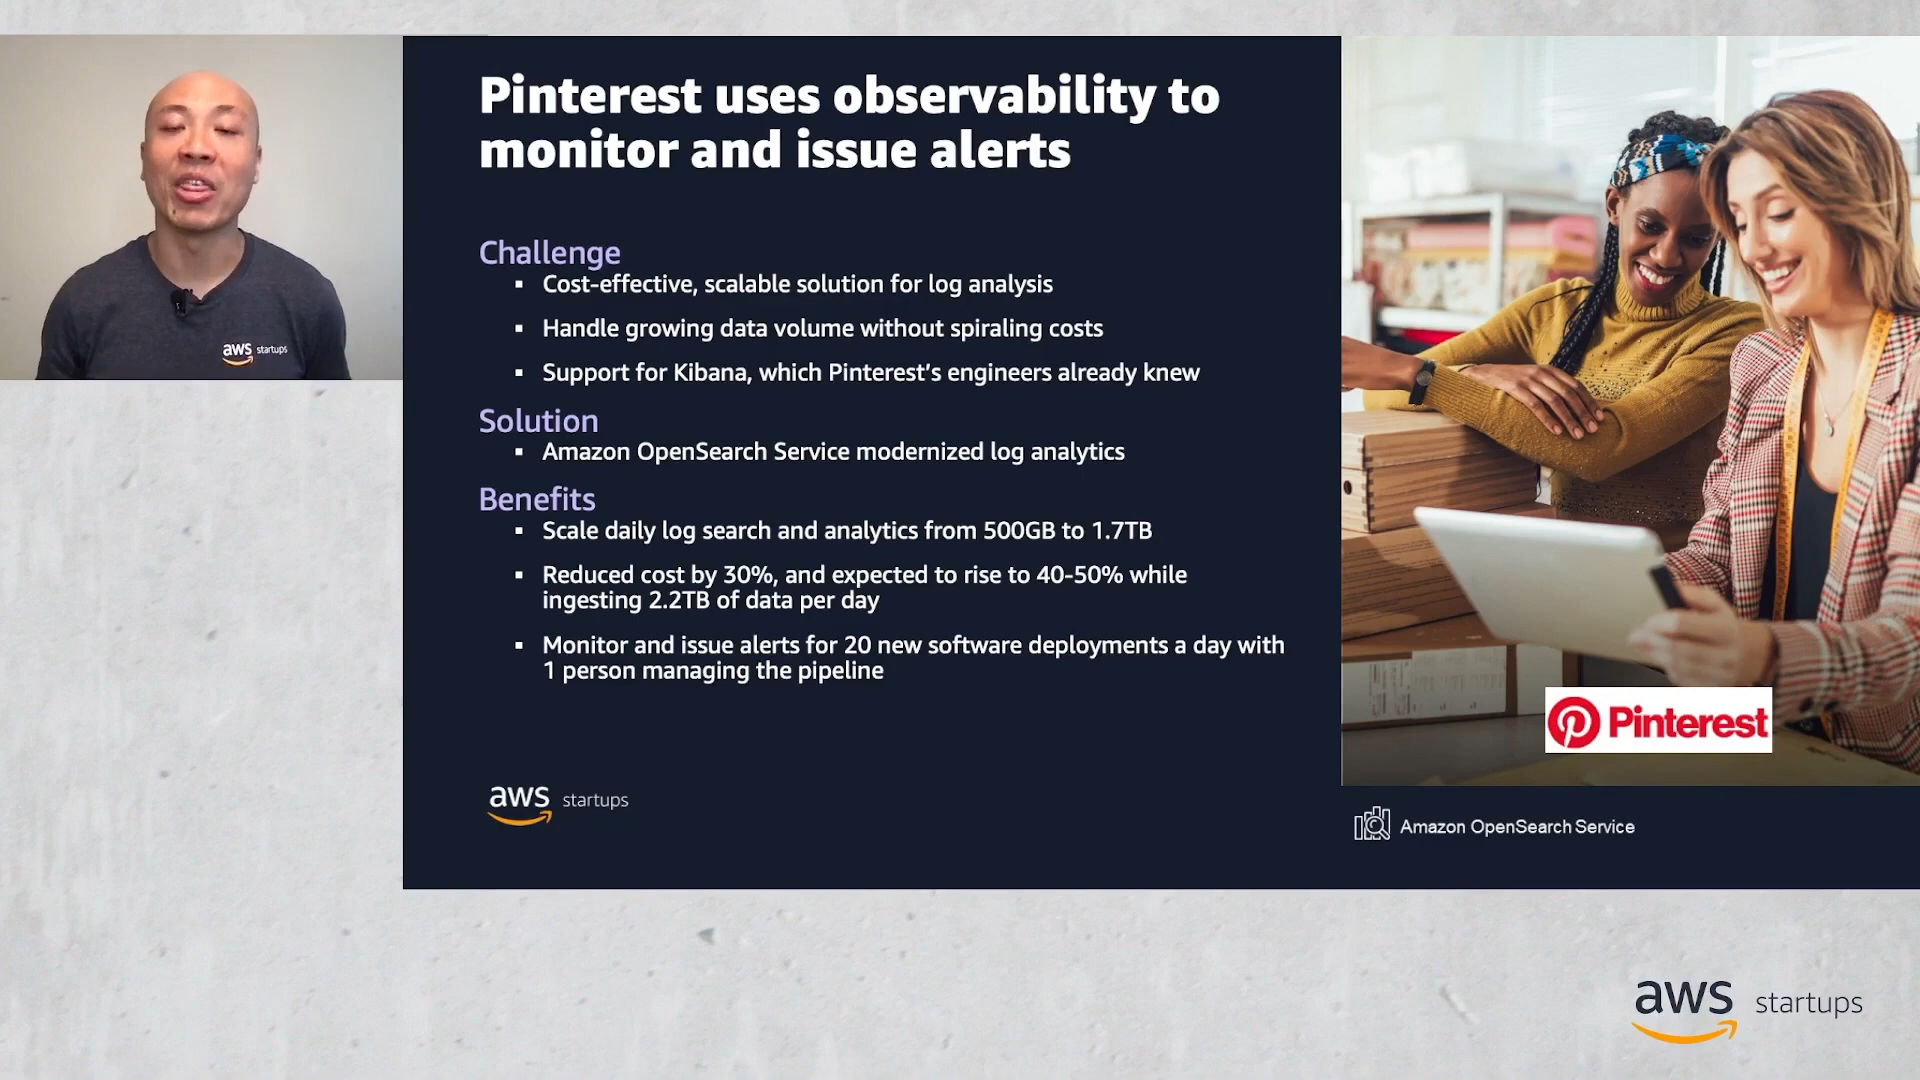 aws startups
Pinterest uses observability to
monitor and issue alerts
Challenge
▪ Cost-effective, scalable solution for log analysis
▪ Handle growing data volume without spiraling costs
▪ Support for Kibana, which Pinterest’s engineers already knew
Solution
▪ Amazon OpenSearch Service modernized log analytics
Benefits
▪ Scale daily log search and analytics from 500GB to 1.7TB
▪ Reduced cost by 30%, and expected to rise to 40-50% while
ingesting 2.2TB of data per day
▪ Monitor and issue alerts for 20 new software deployments a day with
1 person managing the pipeline
aws startups
Pinterest
Amazon OpenSearch Service
aws startups